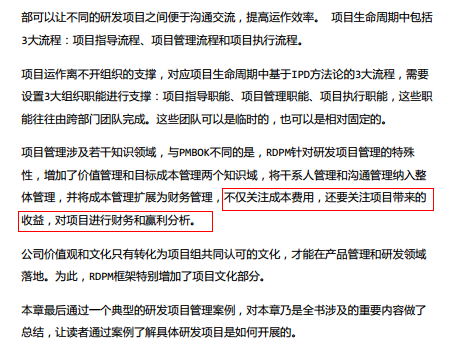 部可以让不同的研发项目之间便于沟通交流，提高运作效率。 项目生命周期中包括
3大流程：项目指导流程、项目管理流程和项目执行流程。
项目运作离不开组织的支撑，对应项目生命周期中基于IPD方法论的3大流程，需要
设置3大组织职能进行支撑：项目指导职能、项目管理职能、项目执行职能，这些职
能往往由跨部门团队完成。这些团队可以是临时的，也可以是相对固定的。
项目管理涉及若干知识领域，与PMBOK不同的是，RDPM针对研发项目管理的特殊
性，增加了价值管理和目标成本管理两个知识域，将干系人管理和沟通管理纳入整
体管理，并将成本管理扩展为财务管理，不仅关注成本费用，还要关注项目带来的
收益，对项目进行财务和赢利分析。
公司价值观和文化只有转化为项目组共同认可的文化，才能在产品管理和研发领域
落地。为此，RDPM框架特别增加了项目文化部分。
本章最后通过一个典型的研发项目管理案例，对本章乃是全书涉及的重要内容做了
总结，让读者通过案例了解具体研发项目是如何开展的。